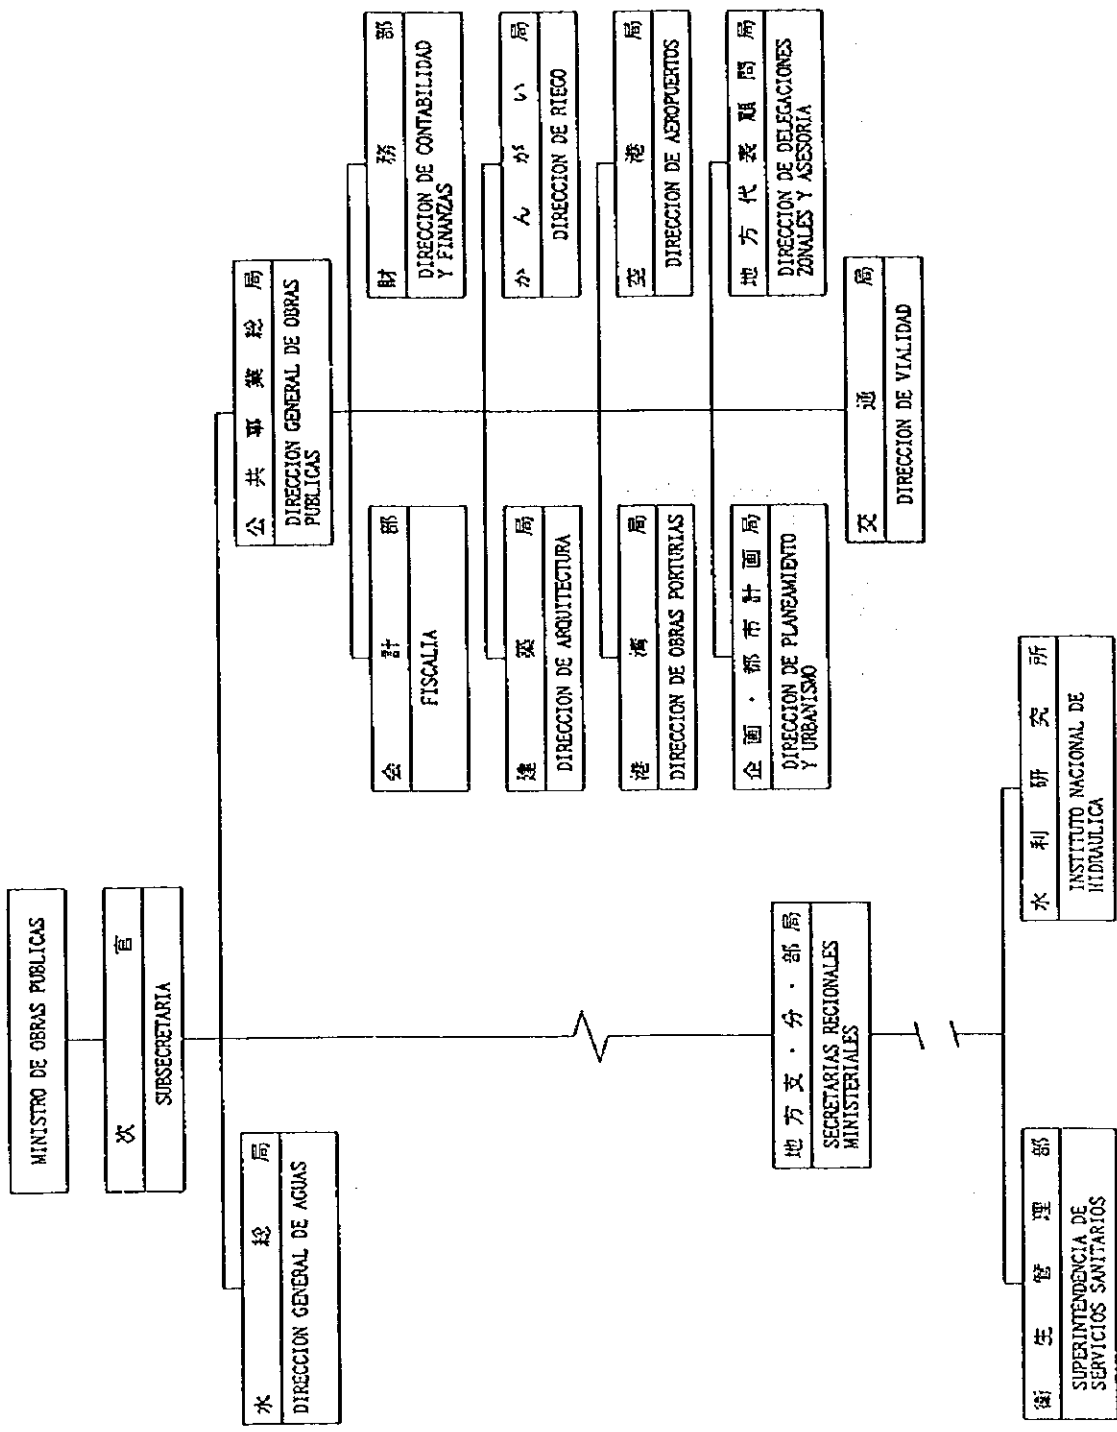 MINISTRO DE OBRAS PUBLICAS
次官
SUBSECRETARIA
水総局
DIRECCION GENERAL DE AGUAS
公共事業総局
DIRECCION GENERAL DE OBRAS
PUBLICAS
会計部
FISCALIA
財務部
DIRECCION DE CONTABILIDAD
Y FINANZAS
建築局
DIRECCION DE ARQUITECTURA
かんがい局
DIRECCION DE RIEGO
港湾局
DIRECCION DE OBRAS PORTURIAS
空港局
DIRECCION DE AEROPUERTOS
企画・都市計画局
DIRECCION DE PLANEAMIENTO
Y URBANISMO
地方代表顧問局
DIRECCION DE DELEGACIONES
ZONALES Y ASESORIA
交通局
DIRECCION DE VIALIDAD
地方支・分・部局
SECRETARIAS RECIONALES
MINISTERIALES
衛生管理部
SUPERINTENDENCIA DE
SERVICIOS SANITARIOS
水利研究所
INSTITUTO NACIONAL DE
HIDRAULICA